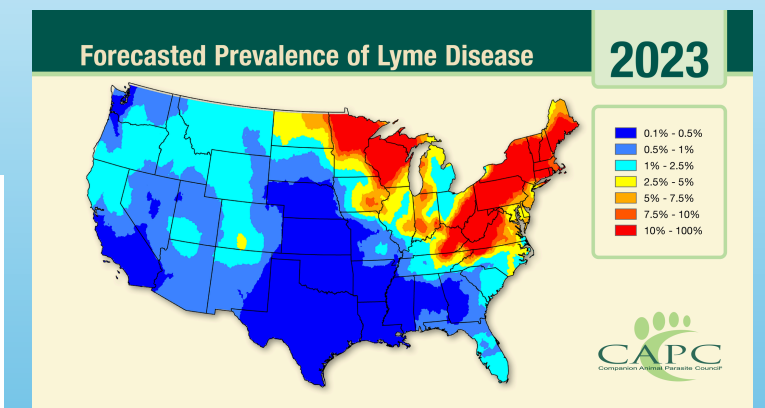 Forecasted Prevalence of Lyme Disease
2023
0.1% - 0.5%
0.5% - 1%
1% - 2.5%
2.5% - 5%
5% - 7.5%
7.5% - 10%
10% - 100%
CAPC
Companion Animal Parasite Council